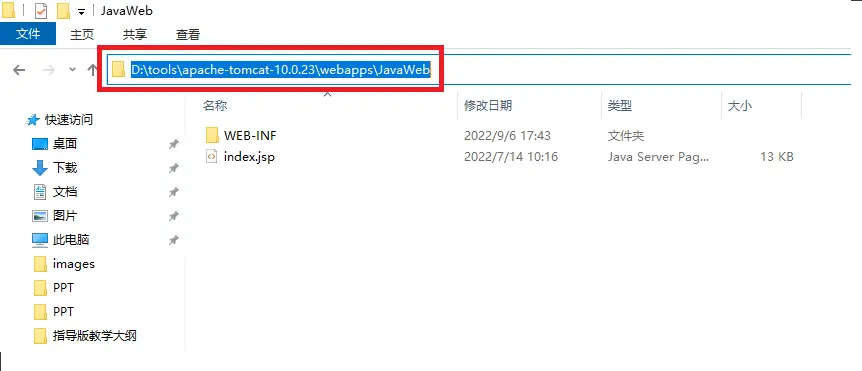 JavaWeb
文件 主页 共享 查看
D:\tools\apache-tomcat-10.0.23\webapps\JavaWeb
名称 修改日期 类型 大小
快速访问
WEB-INF 2022/9/6 17:43 文件夹
桌面
index.jsp 2022/7/14 10:16 Java Server Pag... 13 KB
下载
文档
图片
此电脑
images
PPT
PPT
指导版教学大纲